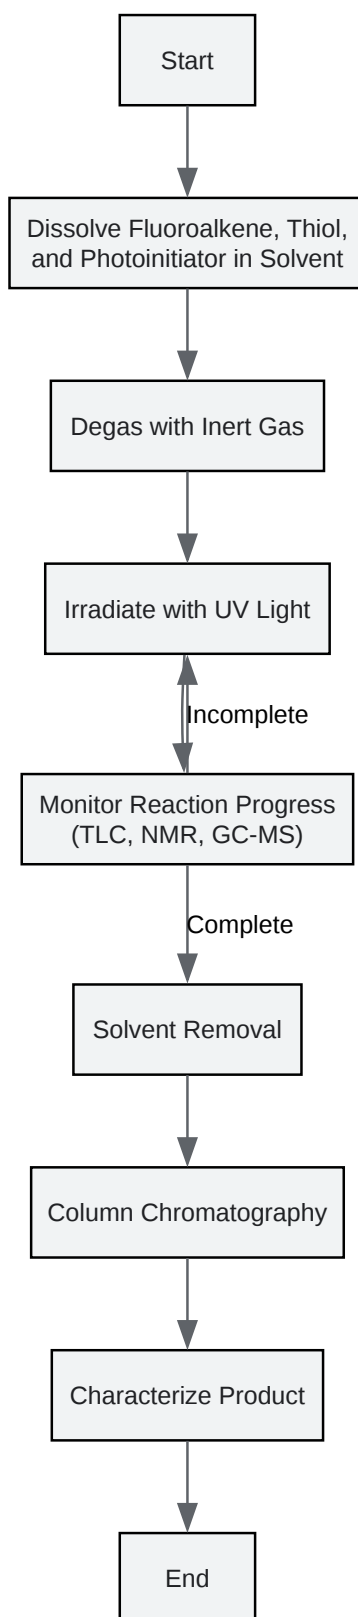 Start
Dissolve Fluoroalkene, Thiol,
and Photoinitiator in Solvent
Degas with Inert Gas
Irradiate with UV Light
Incomplete
Monitor Reaction Progress
(TLC, NMR, GC-MS)
Complete
Solvent Removal
Column Chromatography
Characterize Product
End